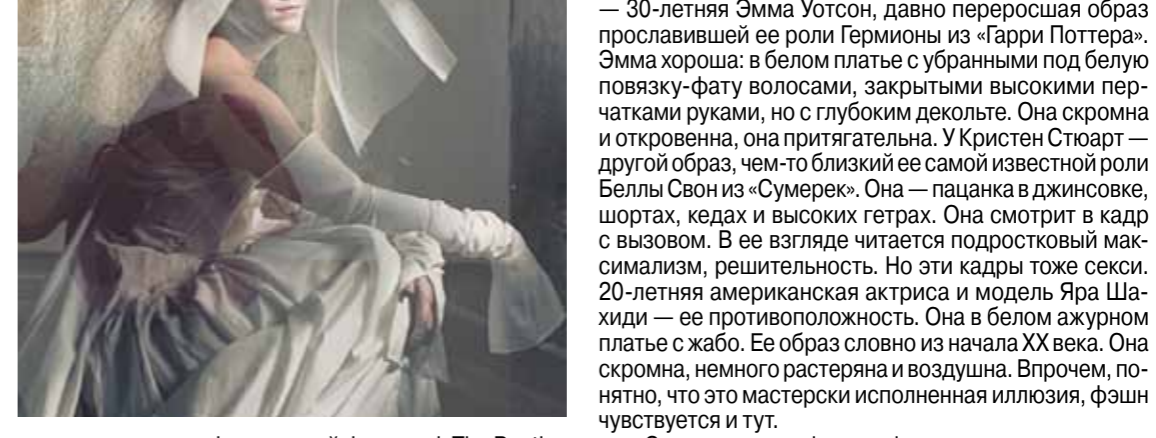 — 30-летняя Эмма Уотсон, давно переросшая образ
прославившей ее роли Гермионы из «Гарри Поттера».
Эмма хороша: в белом платье с убранными под белую
повязку-фату волосами, закрытыми высокими пер-
чатками руками, но с глубоким декольте. Она скромна
и откровенна, она притягательна. У Кристен Стюарт —
другой образ, чем-то близкий ее самой известной роли
Беллы Свон из «Сумерек». Она — пацанка в джинсовке,
шортах, кедах и высоких гетрах. Она смотрит в кадр
с вызовом. В ее взгляде читается подростковый мак-
симализм, решительность. Но эти кадры тоже секси.
20-летняя американская актриса и модель Яра Ша-
хиди — ее противоположность. Она в белом ажурном
платье с жабо. Ее образ словно из начала XX века. Она
скромна, немного растеряна и воздушна. Впрочем, по-
нятно, что это мастерски исполненная иллюзия, фэшн
чувствуется и тут.